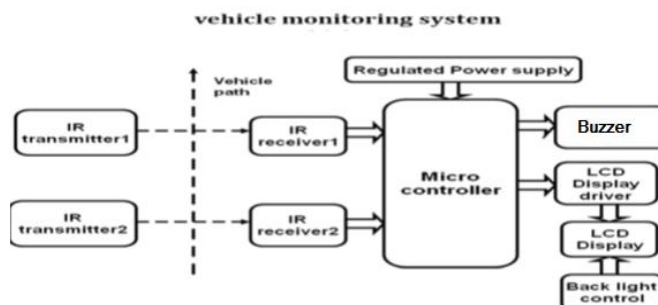 vehicle monitoring system
Regulated Power supply
Vehicle
path
IR
transmitter1
IR
receiver1
Micro
controller
Buzzer
LCD
Display
driver
IR
transmitter2
IR
receiver2
LCD
Display
Back light
control